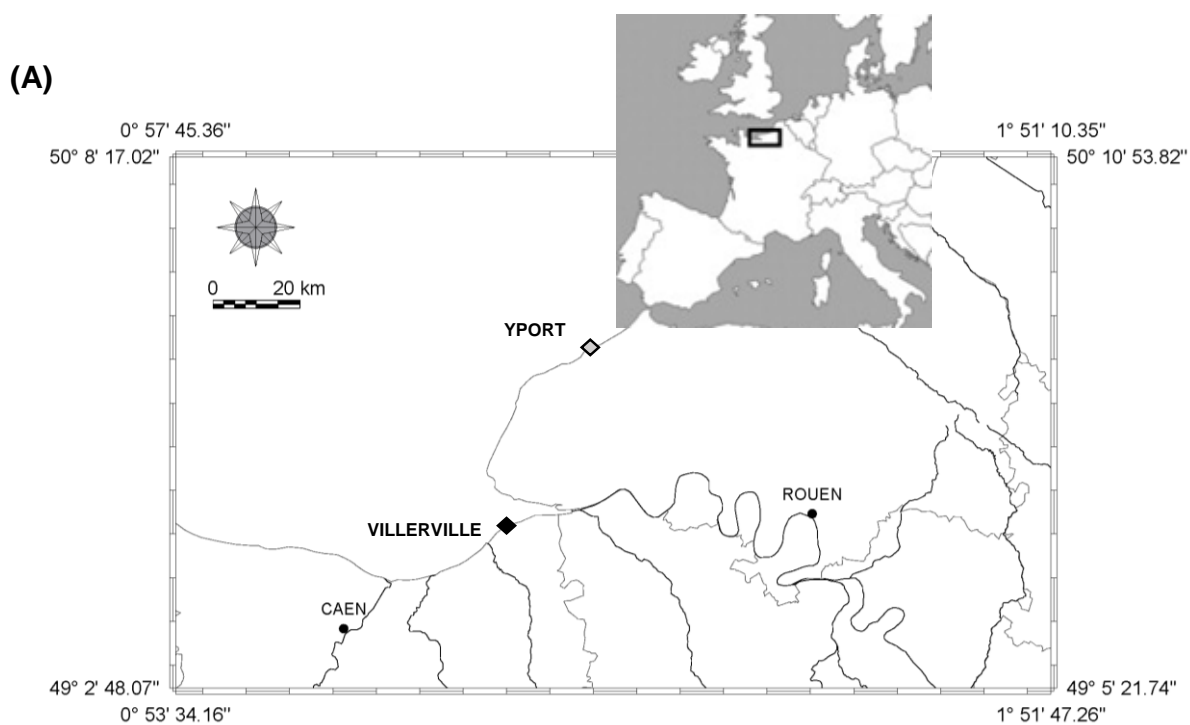 (A)
0° 57' 45.36"
1° 51' 10.35"
50° 8' 17.02"
50° 10' 53.82"
0 20 km
YPORT
ROUEN
VILLERVILLE
CAEN
49° 2' 48.07"
49° 5' 21.74"
0° 53' 34.16"
1° 51' 47.26"